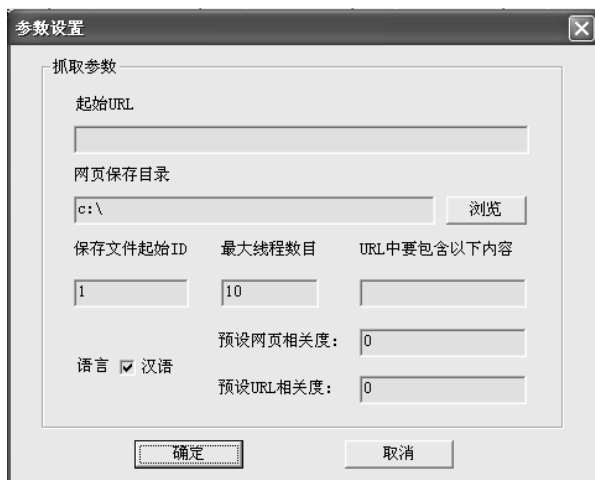 参数设置
抓取参数
起始URL
网页保存目录
c:\
浏览
保存文件起始ID 最大线程数目 URL中要包含以下内容
1 10
预设网页相关度: 0
语言 汉语
预设URL相关度: 0
确定 取消